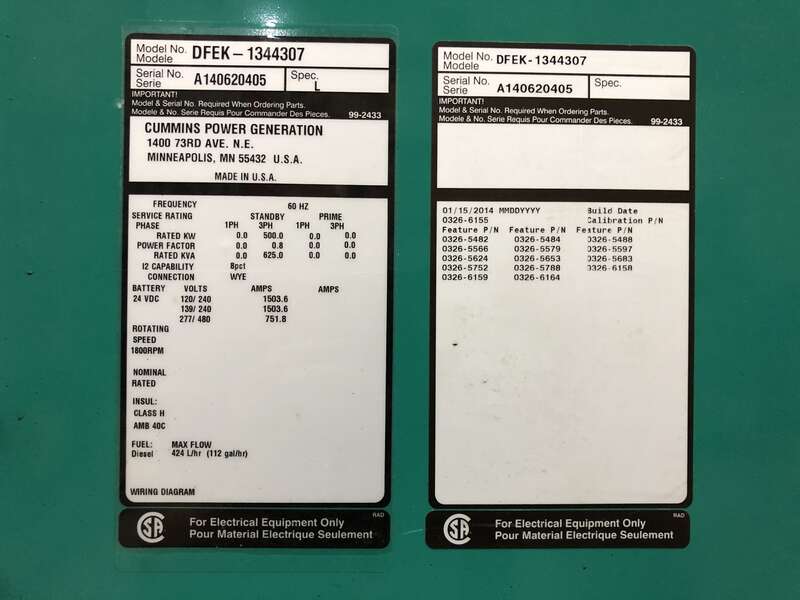 Model No. DFEK-1344307
Modele
Serial No. A140620405 Spec.
Serie L
IMPORTANT!
Model & Serial No. Required When Ordering Parts.
Modele & No. Serie Requis Pour Commander Des Pieces. 99-2433
CUMMINS POWER GENERATION
1400 73RD AVE. N.E.
MINNEAPOLIS, MN 55432 U.S.A.
MADE IN U.S.A.
FREQUENCY 60 HZ
SERVICE RATING STANDBY PRIME
PHASE 1PH 3PH 1PH 3PH
RATED KW 0.0 500.0 0.0 0.0
POWER FACTOR 0.0 0.8 0.0 0.0
RATED KVA 0.0 625.0 0.0 0.0
I2 CAPABILITY 8pct
CONNECTION WYE
BATTERY VOLTS AMPS AMPS
24 VDC 120/ 240 1503.6
139/ 240 1503.6
277/ 480 751.8
ROTATING
SPEED
1800RPM
NOMINAL
RATED
INSUL:
CLASS H
AMB 40C
FUEL: MAX FLOW
Diesel 424 L/hr (112 gal/hr)
WIRING DIAGRAM
RAD
SA For Electrical Equipment Only
Pour Material Electrique Seulement
Model No. DFEK-1344307
Modele
Serial No. A140620405 Spec.
Serie
IMPORTANT!
Model & Serial No. Required When Ordering Parts.
Modele & No. Serie Requis Pour Commander Des Pieces. 99-2433
01/15/2014 MMDDYYYY Build Date
0326-6155 Calibration P/N
Feature P/N Feature P/N Feature P/N
0326-5482 0326-5484 0326-5488
0326-5566 0326-5579 0326-5597
0326-5624 0326-5653 0326-5683
0326-5752 0326-5788 0326-6158
0326-6159 0326-6164
RAD
SA For Electrical Equipment Only
Pour Material Electrique Seulement